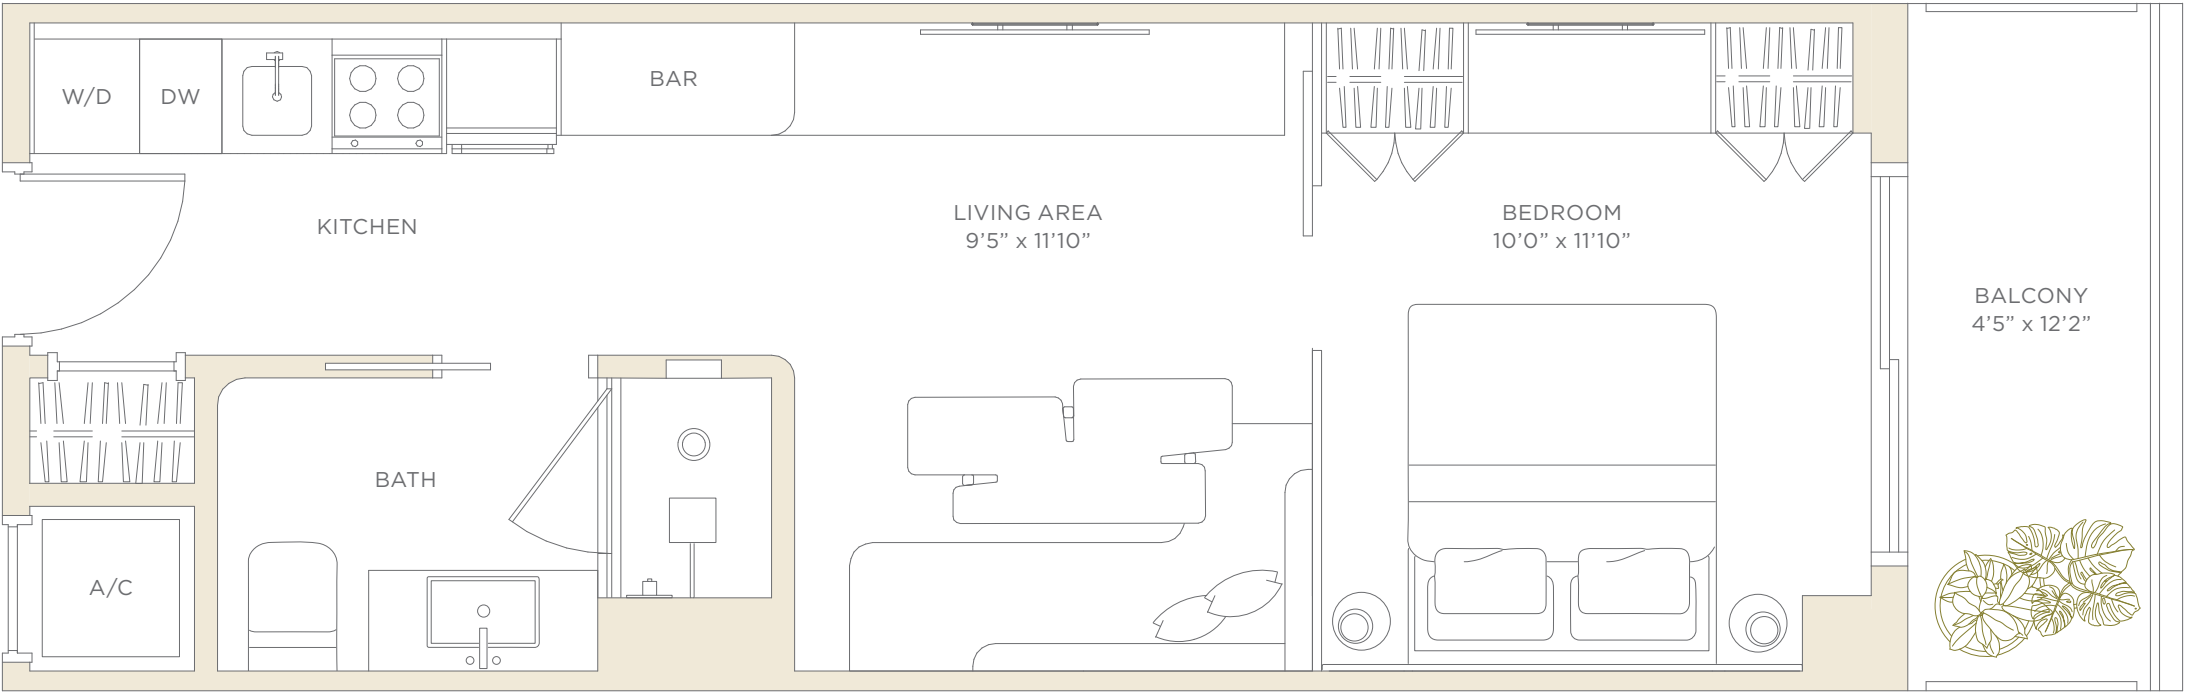 W/D
DW
BAR
KITCHEN
LIVING AREA
9’5” x 11’10”
BEDROOM
10’0” x 11’10”
BALCONY
4’5” x 12’2”
BATH
A/C